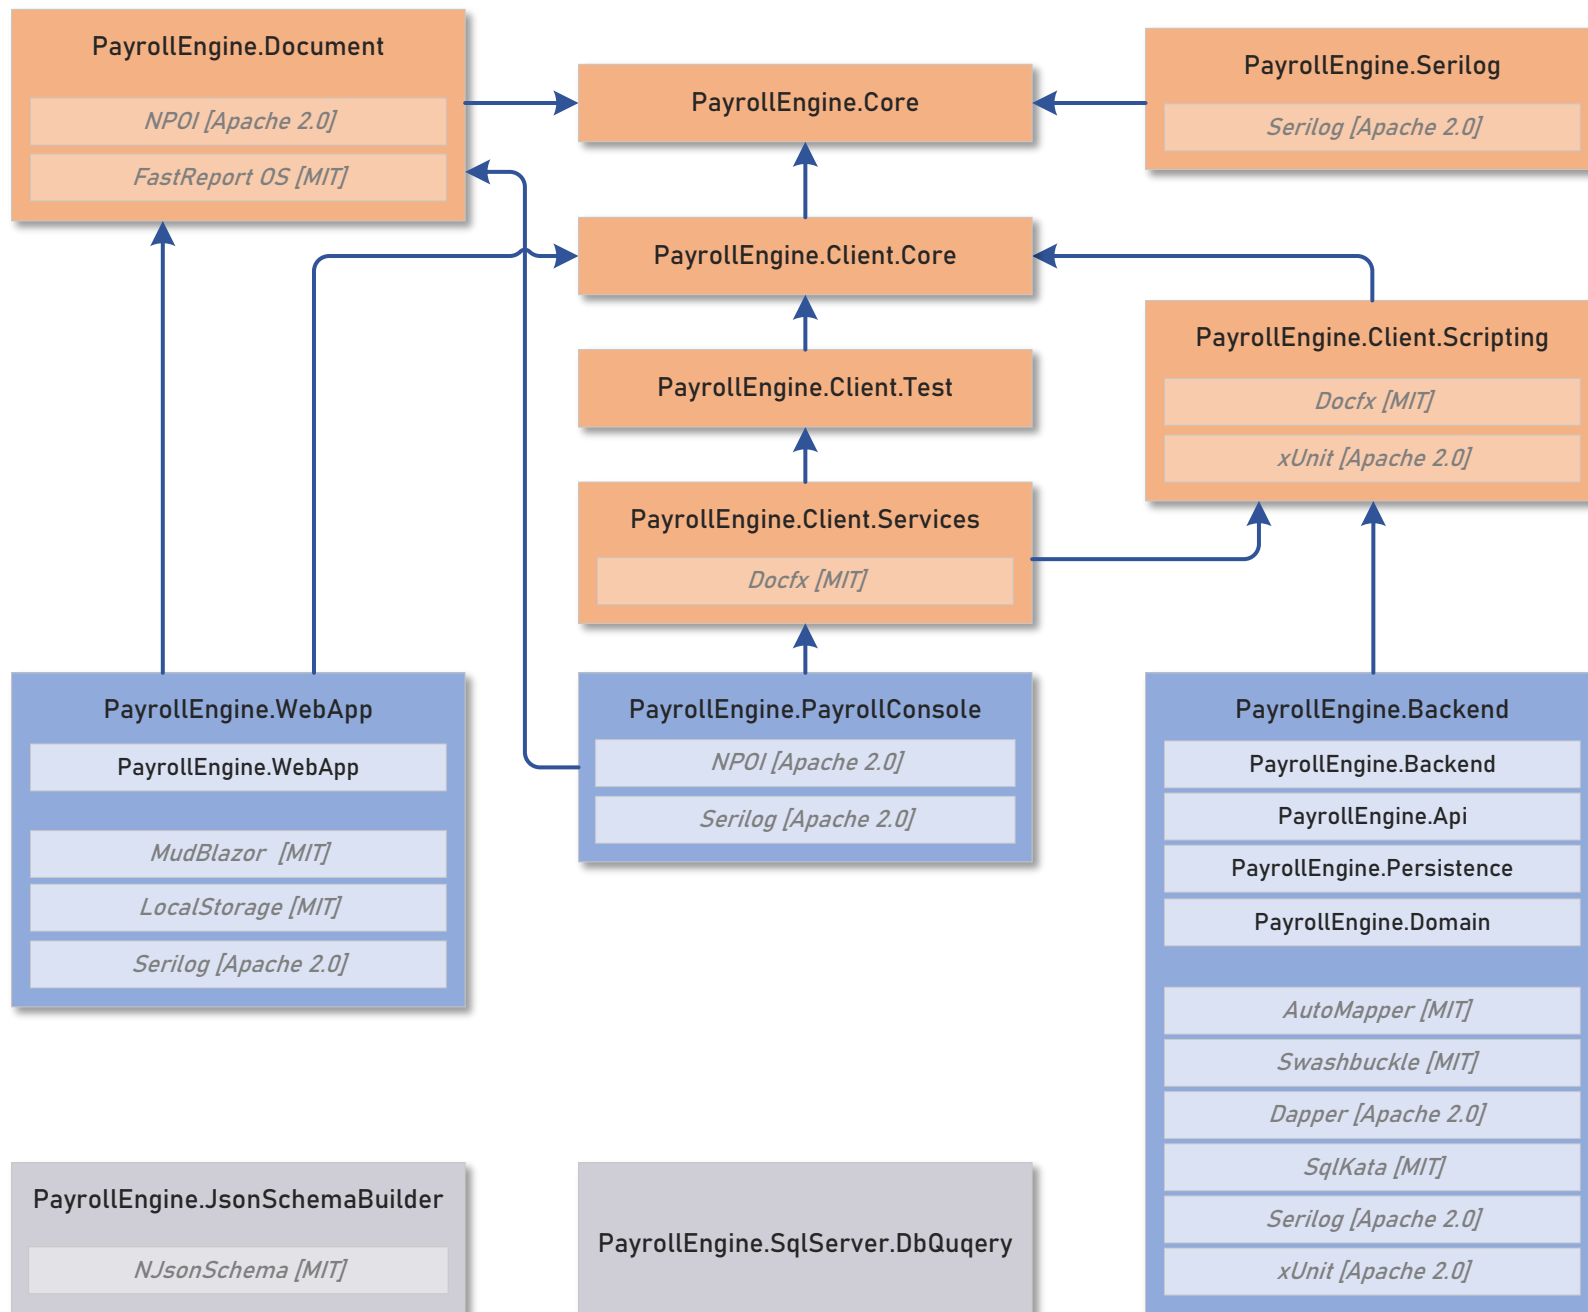 PayrollEngine.Document
NPOI [Apache 2.0]
FastReport OS [MIT]
PayrollEngine.Core
PayrollEngine.Serilog
Serilog [Apache 2.0]
PayrollEngine.Client.Core
PayrollEngine.Client.Test
PayrollEngine.Client.Scripting
Docfx [MIT]
xUnit [Apache 2.0]
PayrollEngine.Client.Services
Docfx [MIT]
PayrollEngine.WebApp
PayrollEngine.WebApp
MudBlazor [MIT]
LocalStorage [MIT]
Serilog [Apache 2.0]
PayrollEngine.PayrollConsole
NPOI [Apache 2.0]
Serilog [Apache 2.0]
PayrollEngine.Backend
PayrollEngine.Backend
PayrollEngine.Api
PayrollEngine.Persistence
PayrollEngine.Domain
AutoMapper [MIT]
Swashbuckle [MIT]
Dapper [Apache 2.0]
SqlKata [MIT]
Serilog [Apache 2.0]
xUnit [Apache 2.0]
PayrollEngine.JsonSchemaBuilder
NJsonSchema [MIT]
PayrollEngine.SqlServer.DbQuqery